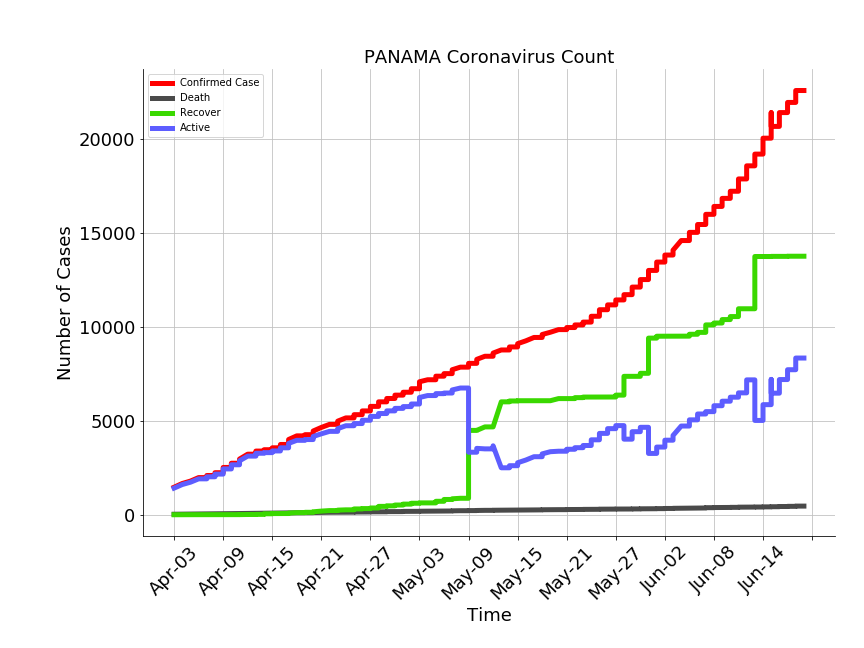 PANAMA Coronavirus Count
Confirmed Case
Death
Recover
Active
Number of Cases
20000
15000
10000
5000
0
Apr-03
Apr-09
Apr-15
Apr-21
Apr-27
May-03
May-09
May-15
May-21
May-27
Jun-02
Jun-08
Jun-14
Time